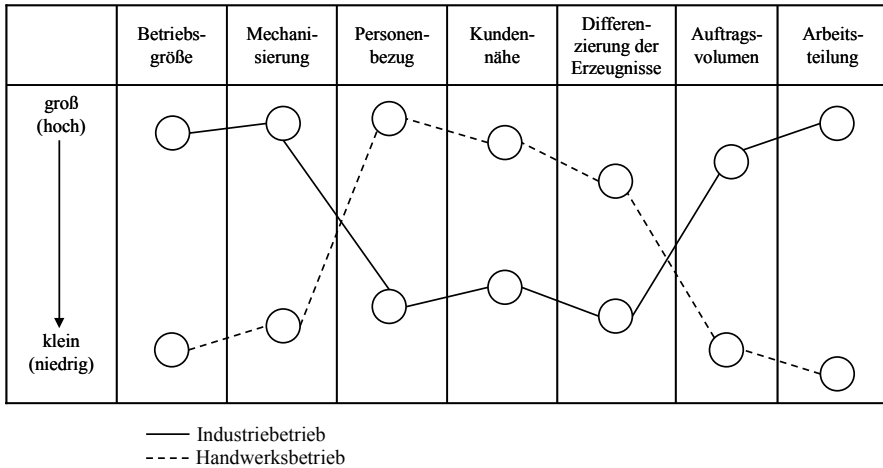 Betriebs-
größe
Mechani-
sierung
Personen-
bezug
Kunden-
nähe
Differen-
zierung der
Erzeugnisse
Auftrags-
volumen
Arbeits-
teilung
groß
(hoch)
klein
(niedrig)
Industriebetrieb
Handwerksbetrieb